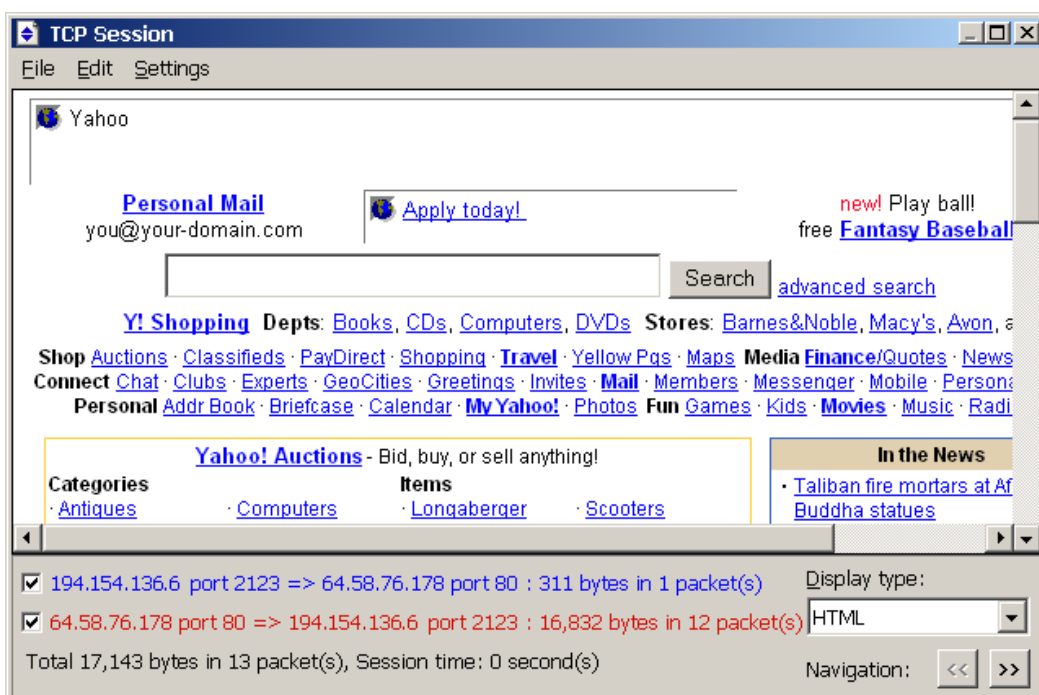 TCP Session
File Edit Settings
Yahoo
Personal Mail
you@your-domain.com
Apply today!
new! Play ball!
free Fantasy Baseball
Search advanced search
Y! Shopping Depts: Books, CDs, Computers, DVDs Stores: Barnes&Noble, Macy's, Avon, a
Shop Auctions · Classifieds · PayDirect · Shopping · Travel · Yellow Pgs · Maps Media Finance/Quotes · News
Connect Chat · Clubs · Experts · GeoCities · Greetings · Invites · Mail · Members · Messenger · Mobile · Persona
Personal Addr Book · Briefcase · Calendar · My Yahoo! · Photos Fun Games · Kids · Movies · Music · Radi
Yahoo! Auctions - Bid, buy, or sell anything!
Categories Items
· Antiques · Computers · Longaberger · Scooters
In the News
· Taliban fire mortars at Af
Buddha statues
194.154.136.6 port 2123 => 64.58.76.178 port 80 : 311 bytes in 1 packet(s)
64.58.76.178 port 80 => 194.154.136.6 port 2123 : 16,832 bytes in 12 packet(s)
Total 17,143 bytes in 13 packet(s), Session time: 0 second(s)
Display type:
HTML
Navigation: << >>